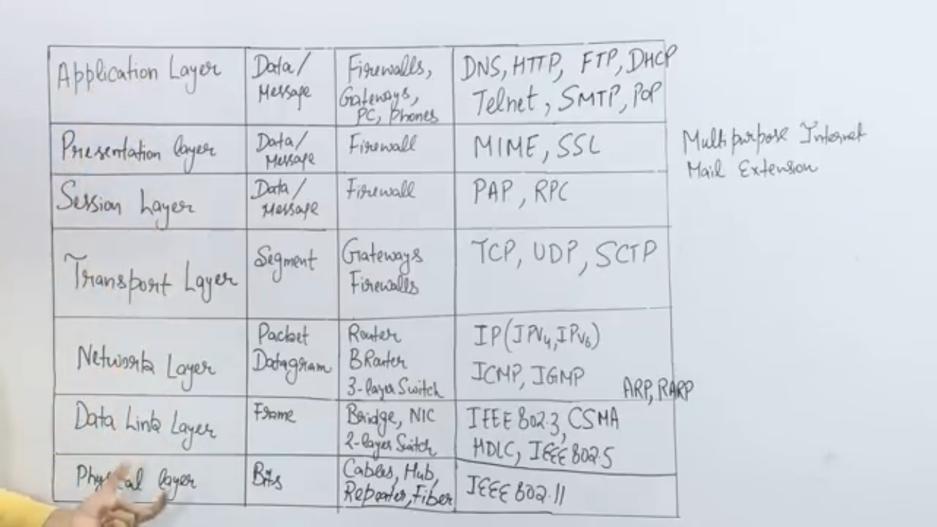 Application Layer
Data/
Message
Firewalls,
Gateways,
PC, Phones
DNS, HTTP, FTP, DHCP
Telnet, SMTP, POP
Presentation layer
Data/
Message
Firewall
MIME, SSL
Multipurpose Internet
Mail Extension
Session Layer
Data/
Message
Firewall
PAP, RPC
Transport Layer
Segment
Gateways
Firewalls
TCP, UDP, SCTP
Network Layer
Packet
Datagram
Router
BRouter
3-layer Switch
IP(IPV4, IPV6)
ICMP, IGMP
ARP, RARP
Data Link Layer
Frame
Bridge, NIC
2-layer Switch
IEEE 802.3, CSMA
HDLC, IEEE 802.5
Physical layer
Bits
Cables, Hub,
Repeater, Fiber
IEEE 802.11